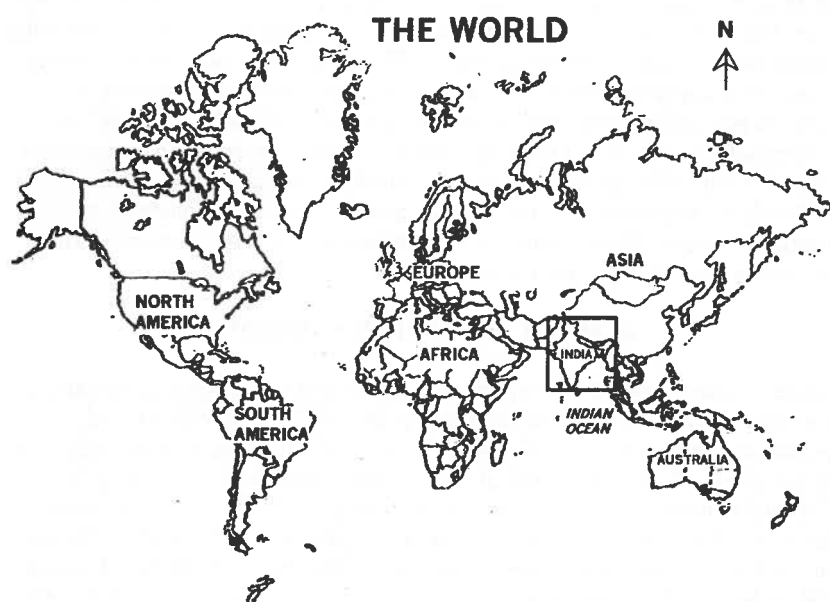 THE WORLD
N
ASIA
EUROPE
NORTH
AMERICA
AFRICA
INDIA
SOUTH
AMERICA
INDIAN
OCEAN
AUSTRALIA